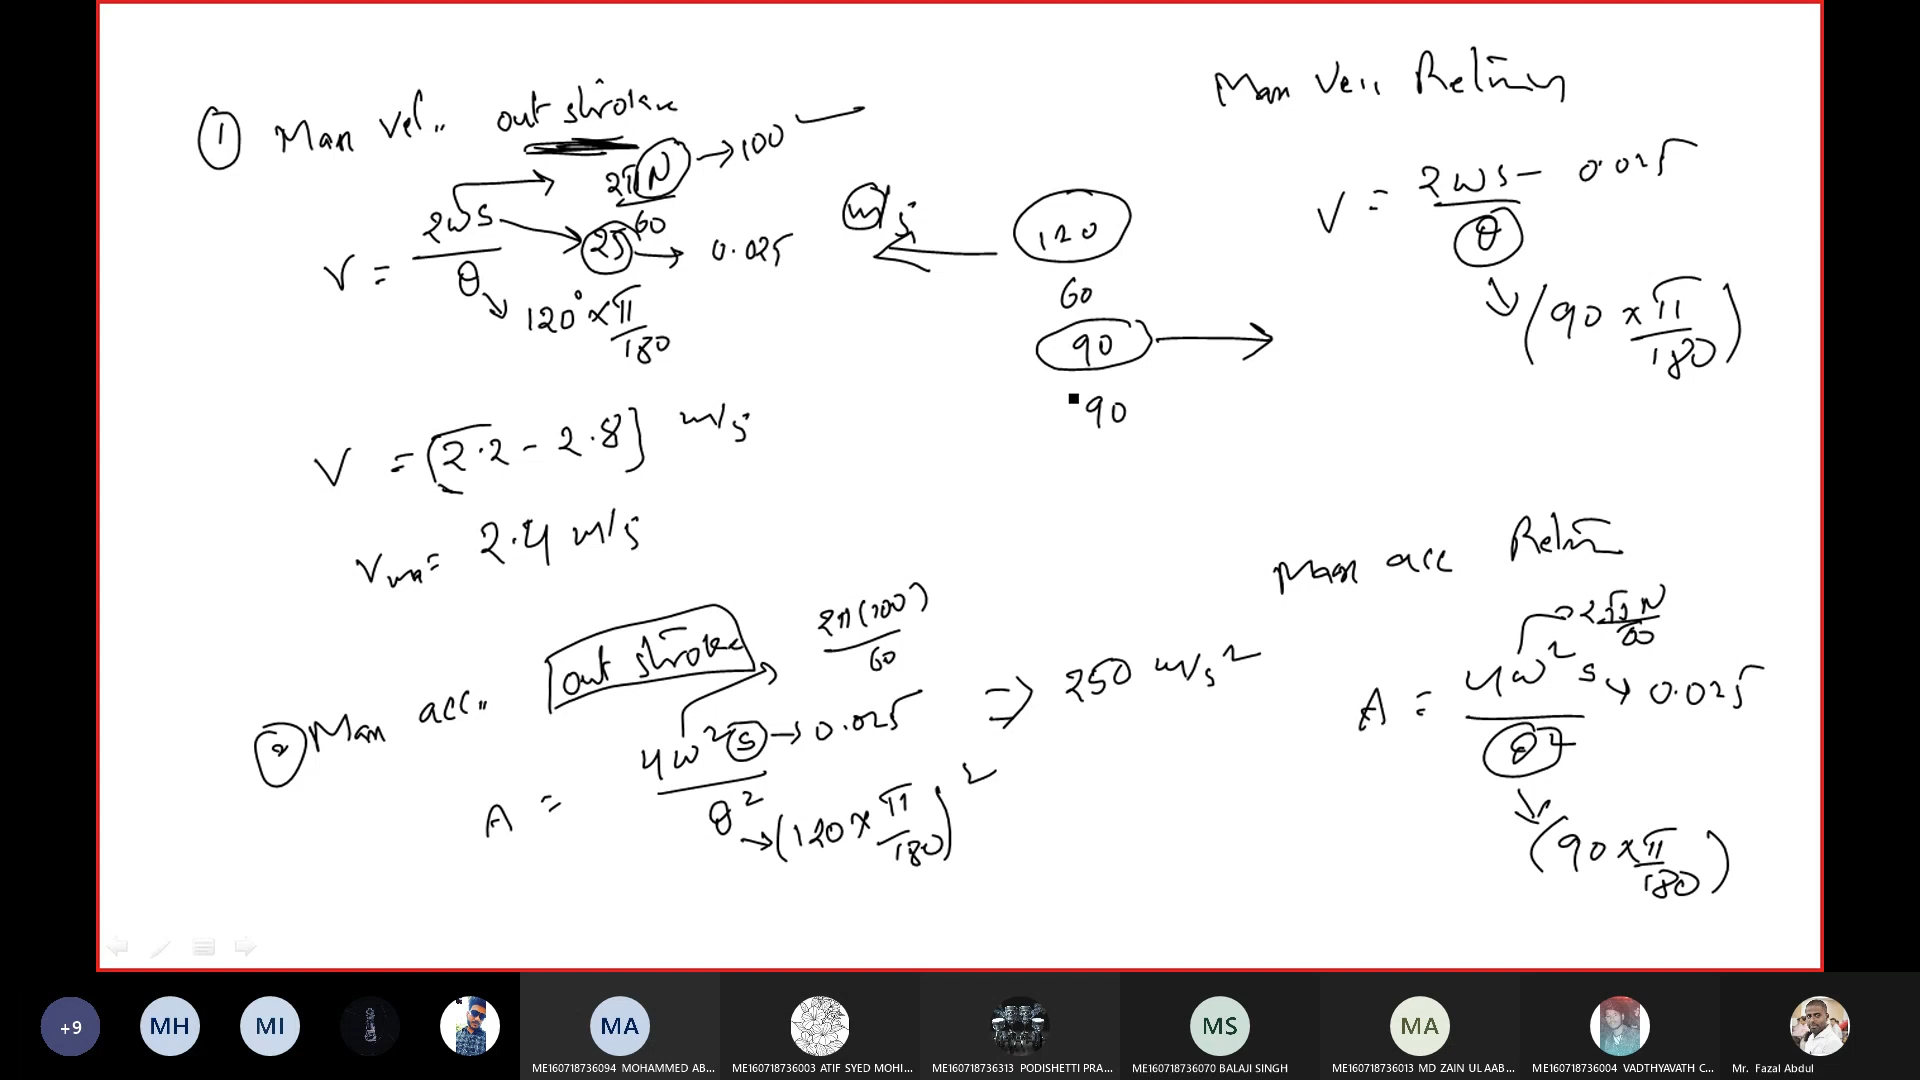 ① Max vel.. out stroke
2πN → 100
60
V = 2ωS
θ
25 → 0.025
120° × π
180
m/s
120
60
90
90
V = [2.2 - 2.8] m/s
Vmax = 2.4 m/s
② Max acc.. out stroke
2π(100)
60
A = 4ω²s → 0.025
θ²
→ (120 × π
180)²
⇒ 250 m/s²
Max Vel. Return
V = 2ωs - 0.025
θ
(90 × π
180)
Max acc Return
2πN
60
A = 4ω²s → 0.025
θ²
(90 × π
180)
+9
MH
MI
MA
MS
MA
ME160718736094 MOHAMMED AB...
ME160718736003 ATIF SYED MOHI...
ME160718736313 PODISHETTI PRA...
ME160718736070 BALAJI SINGH
ME160718736013 MD ZAIN UL AAB...
ME160718736004 VADTHYAVATH C...
Mr. Fazal Abdul